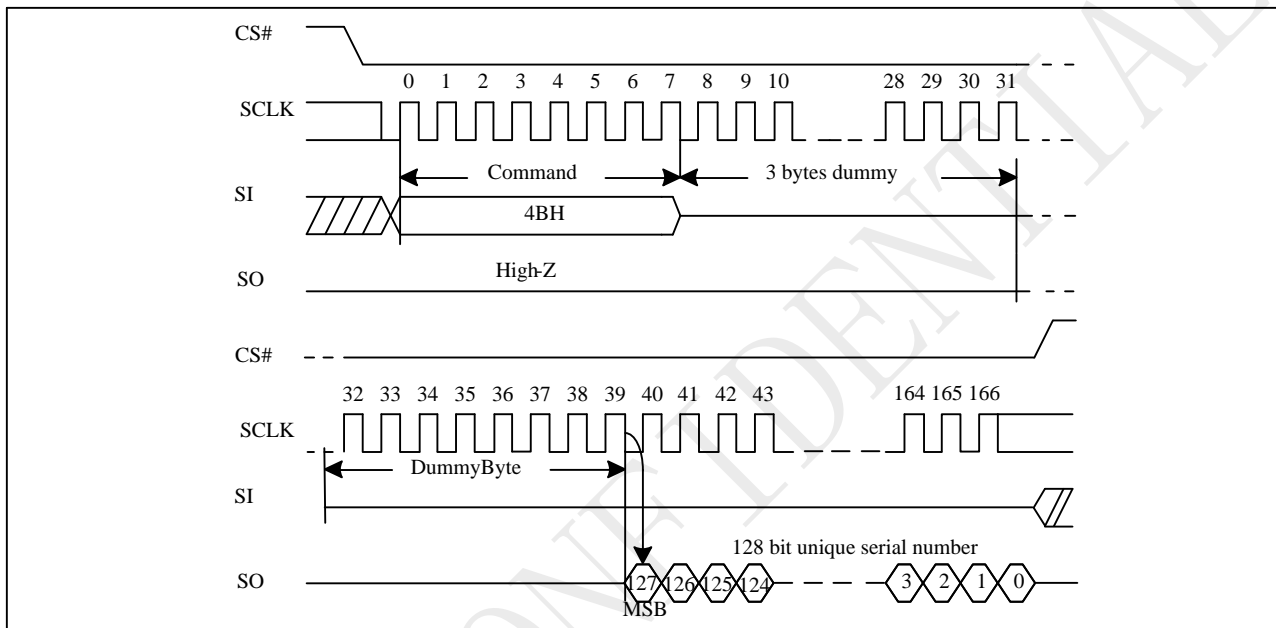 CS#
0 1 2 3 4 5 6 7 8 9 10 28 29 30 31
SCLK
Command 3 bytes dummy
SI
4BH
High-Z
SO
CS#
32 33 34 35 36 37 38 39 40 41 42 43 164 165 166
SCLK
DummyByte
SI
128 bit unique serial number
SO 127 126 125 124 3 2 1 0
MSB
CONFIDENTIAL